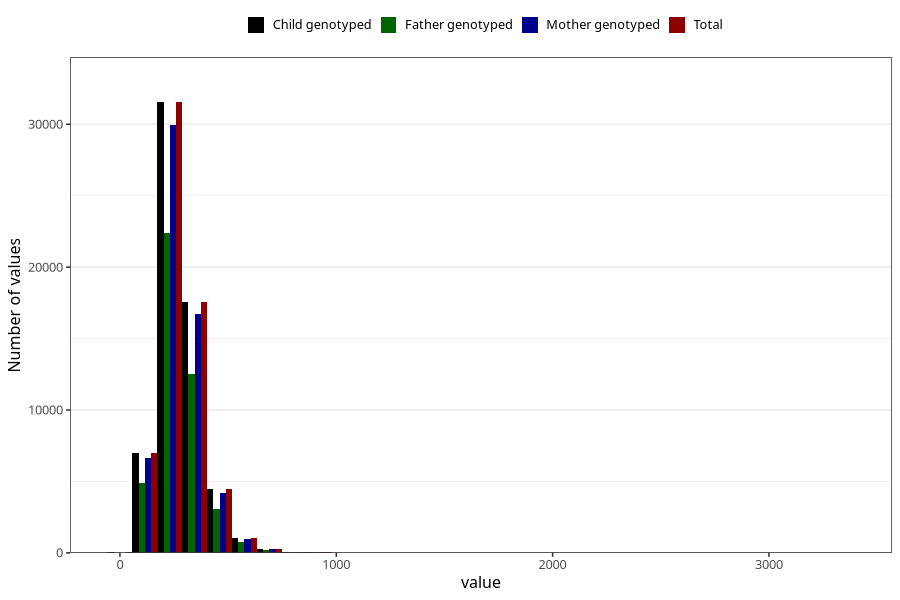 Child genotyped Father genotyped Mother genotyped Total
Number of values
30000
20000
10000
0
0 1000 2000 3000
value